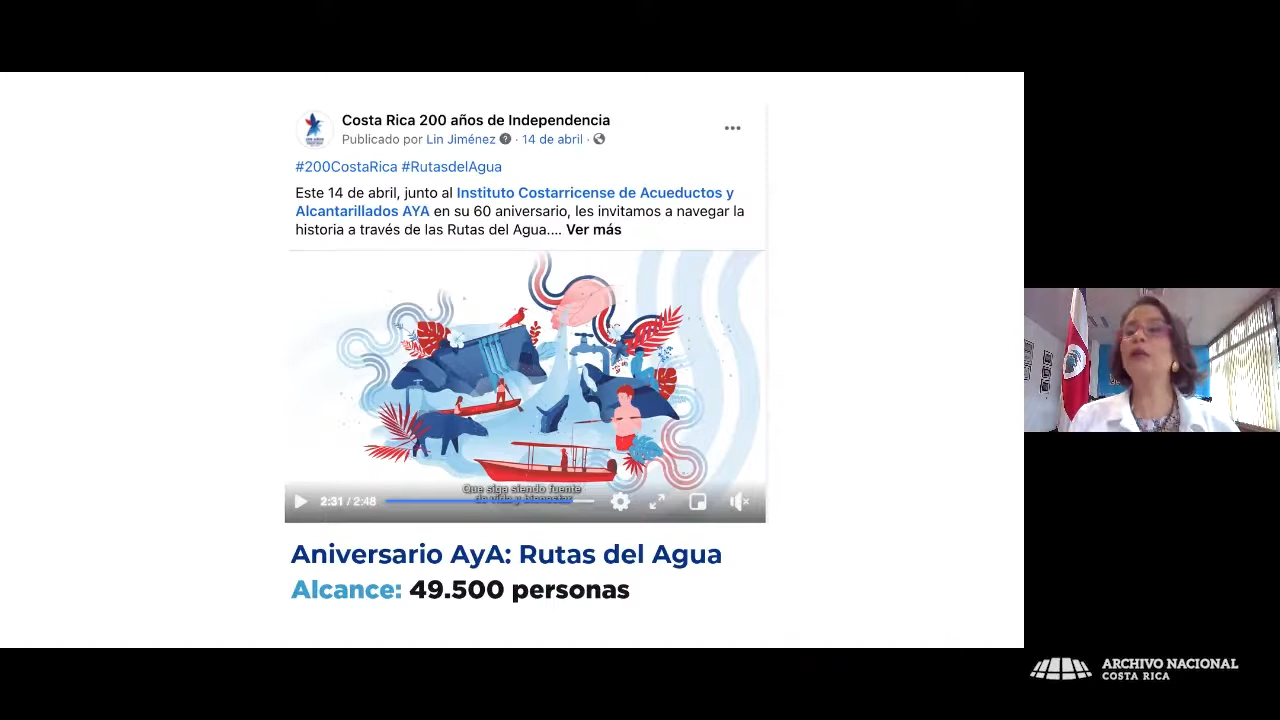 Costa Rica 200 años de Independencia
Publicado por Lin Jiménez · 14 de abril ·
#200CostaRica #RutasdelAgua
Este 14 de abril, junto al Instituto Costarricense de Acueductos y
Alcantarillados AYA en su 60 aniversario, les invitamos a navegar la
historia a través de las Rutas del Agua.... Ver más
Que siga siendo fuente
de vida y bienestar
2:31 / 2:48
Aniversario AyA: Rutas del Agua
Alcance: 49.500 personas
ARCHIVO NACIONAL
COSTA RICA